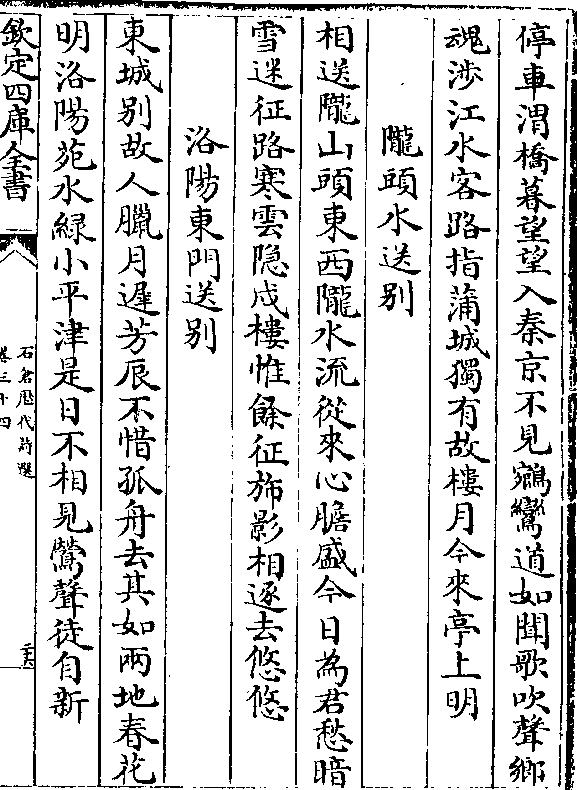 停車渭橋暮望望入秦京不見鵷鸞道如聞歌吹聲鄉
魂涉江水客路指蒲城獨有故樓月今來亭上明
隴頭水送別
相送隴山頭東西隴水流從來心膽盛今日為君愁暗
雪迷征路寒雲隐戍樓惟餘征斾影相逐去悠悠
洛陽東門送別
東城别故人臘月遲芳辰不惜孤舟去其如兩地春花
明洛陽苑水緑小平津是日不相見鶯聲徒自新
欽定四庫全書
石倉歷代詩選
卷三十四
二十六